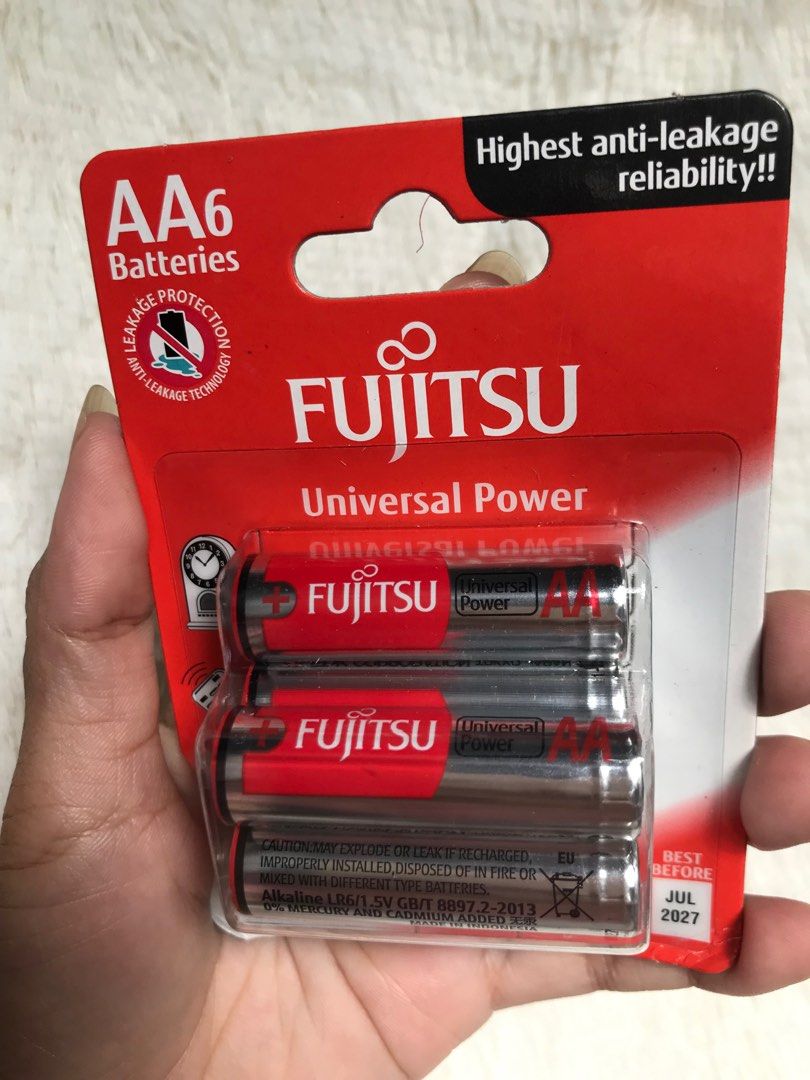 Highest anti-leakage
reliability!!
AA6
Batteries
LEAKAGE PROTECTION
ANTI-LEAKAGE TECHNOLOGY
FUJITSU
Universal Power
+ FUJITSU Universal
Power AA
+ FUJITSU Universal
Power AA
CAUTION:MAY EXPLODE OR LEAK IF RECHARGED,
IMPROPERLY INSTALLED,DISPOSED OF IN FIRE OR
MIXED WITH DIFFERENT TYPE BATTERIES.
EU
Alkaline LR6/1.5V GB/T 8897.2-2013
0% MERCURY AND CADMIUM ADDED 无汞
MADE IN INDONESIA
BEST
BEFORE
JUL
2027